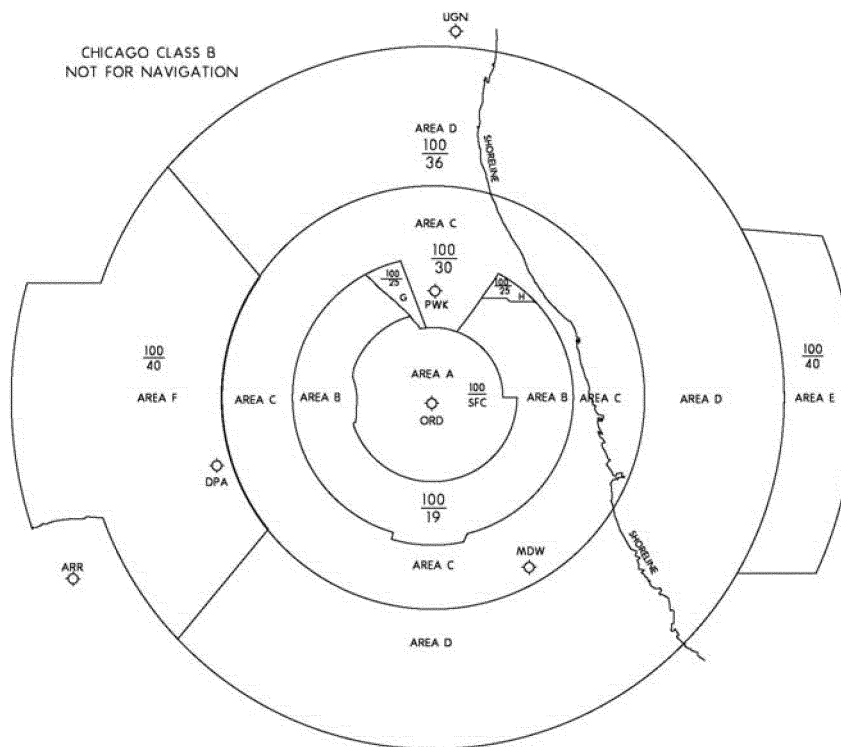 UGN
CHICAGO CLASS B
NOT FOR NAVIGATION
AREA D
100
36
SHORELINE
AREA C
100
30
100
25
G
100
25
H
PWK
100
40
AREA F
100
40
AREA E
AREA A
100
SFC
ORD
AREA C
AREA B
AREA B
AREA C
AREA D
DPA
100
19
AREA C
MDW
SHORELINE
ARR
AREA D